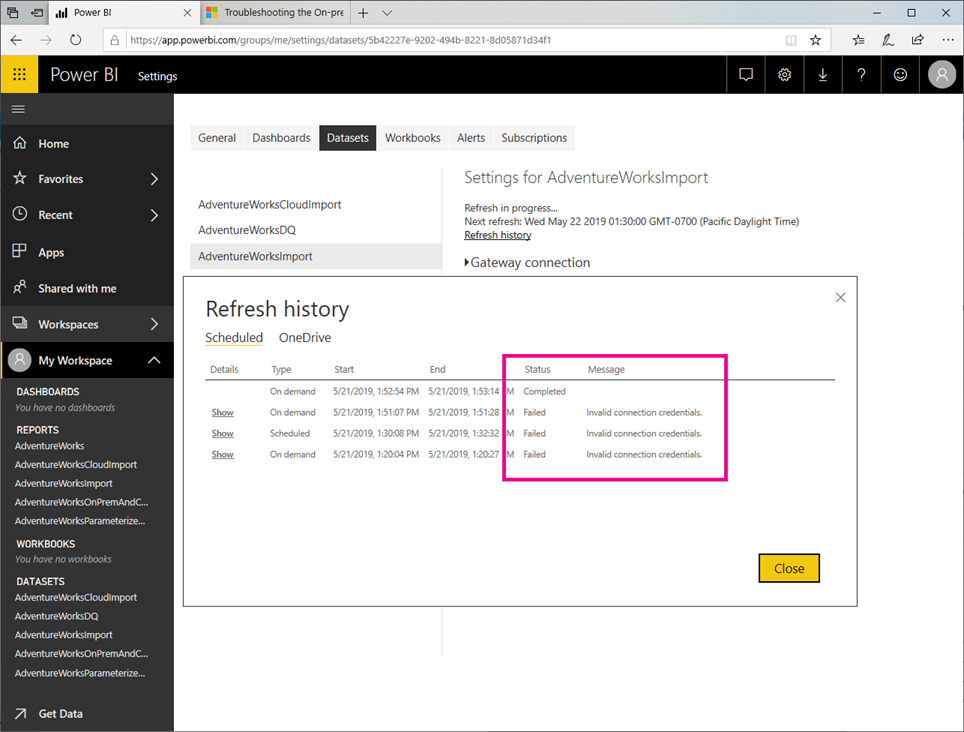 Power BI
Troubleshooting the On-pre
https://app.powerbi.com/groups/me/settings/datasets/5b42227e-9202-494b-8221-8d05871d34f1
Power BI Settings
Home
Favorites
Recent
Apps
Shared with me
Workspaces
My Workspace
DASHBOARDS
You have no dashboards
REPORTS
AdventureWorks
AdventureWorksCloudImport
AdventureWorksImport
AdventureWorksOnPremAndC...
AdventureWorksParameterize...
WORKBOOKS
You have no workbooks
DATASETS
AdventureWorksCloudImport
AdventureWorksDQ
AdventureWorksImport
AdventureWorksOnPremAndC...
AdventureWorksParameterize...
Get Data
General Dashboards Datasets Workbooks Alerts Subscriptions
AdventureWorksCloudImport
AdventureWorksDQ
AdventureWorksImport
Settings for AdventureWorksImport
Refresh in progress...
Next refresh: Wed May 22 2019 01:30:00 GMT-0700 (Pacific Daylight Time)
Refresh history
Gateway connection
Refresh history
Scheduled OneDrive
Details Type Start End Status Message
On demand 5/21/2019, 1:52:54 PM 5/21/2019, 1:53:14 M Completed
Show On demand 5/21/2019, 1:51:07 PM 5/21/2019, 1:51:28 M Failed Invalid connection credentials.
Show Scheduled 5/21/2019, 1:30:08 PM 5/21/2019, 1:32:32 M Failed Invalid connection credentials.
Show On demand 5/21/2019, 1:20:04 PM 5/21/2019, 1:20:27 M Failed Invalid connection credentials.
Close